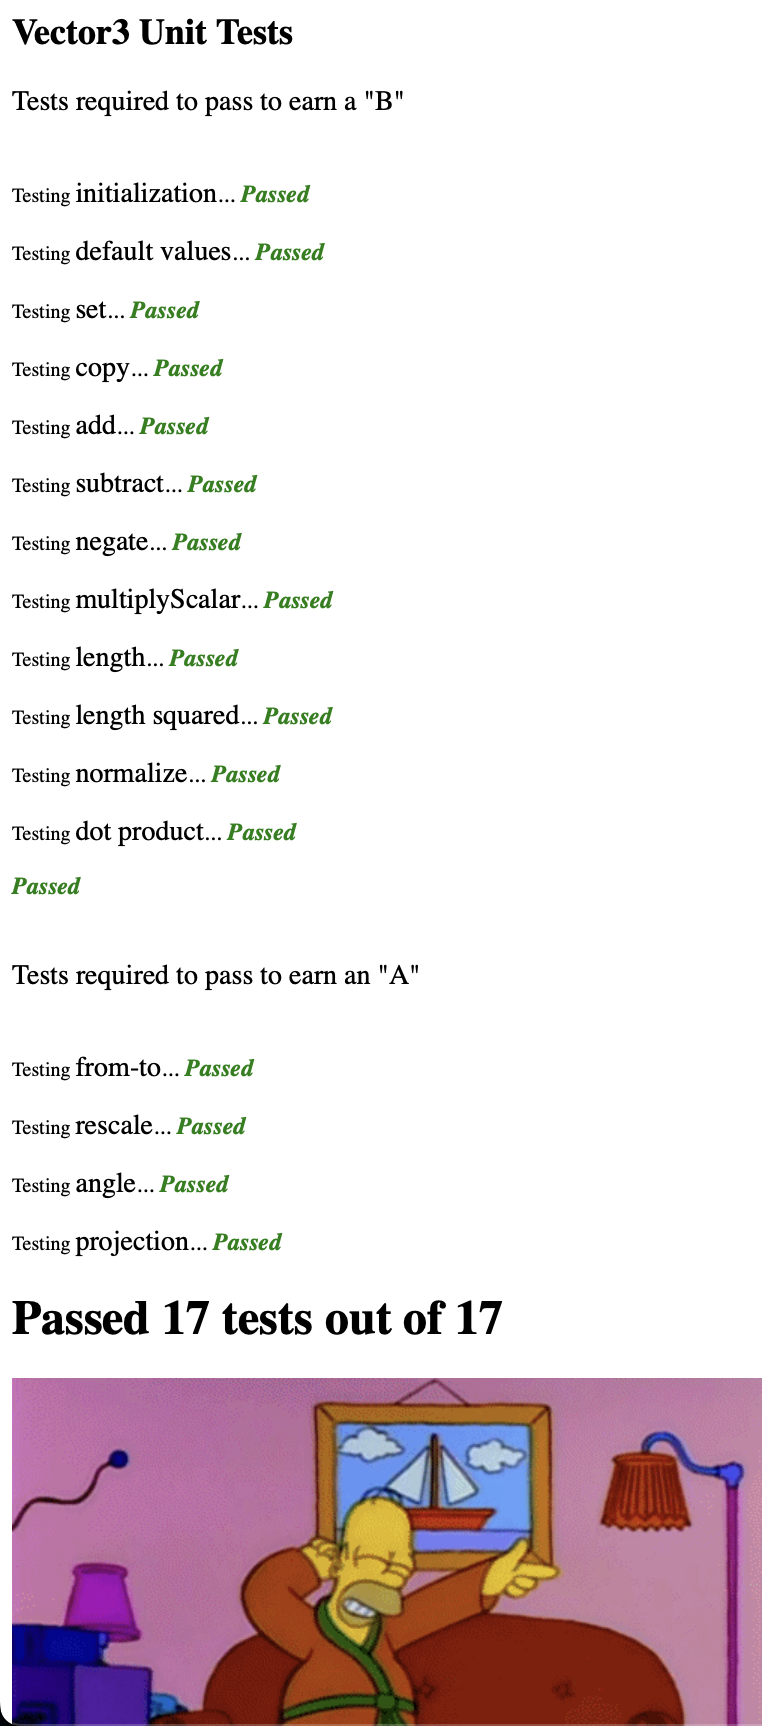 Vector3 Unit Tests
Tests required to pass to earn a "B"
Testing initialization... Passed
Testing default values... Passed
Testing set... Passed
Testing copy... Passed
Testing add... Passed
Testing subtract... Passed
Testing negate... Passed
Testing multiplyScalar... Passed
Testing length... Passed
Testing length squared... Passed
Testing normalize... Passed
Testing dot product... Passed
Passed
Tests required to pass to earn an "A"
Testing from-to... Passed
Testing rescale... Passed
Testing angle... Passed
Testing projection... Passed
Passed 17 tests out of 17